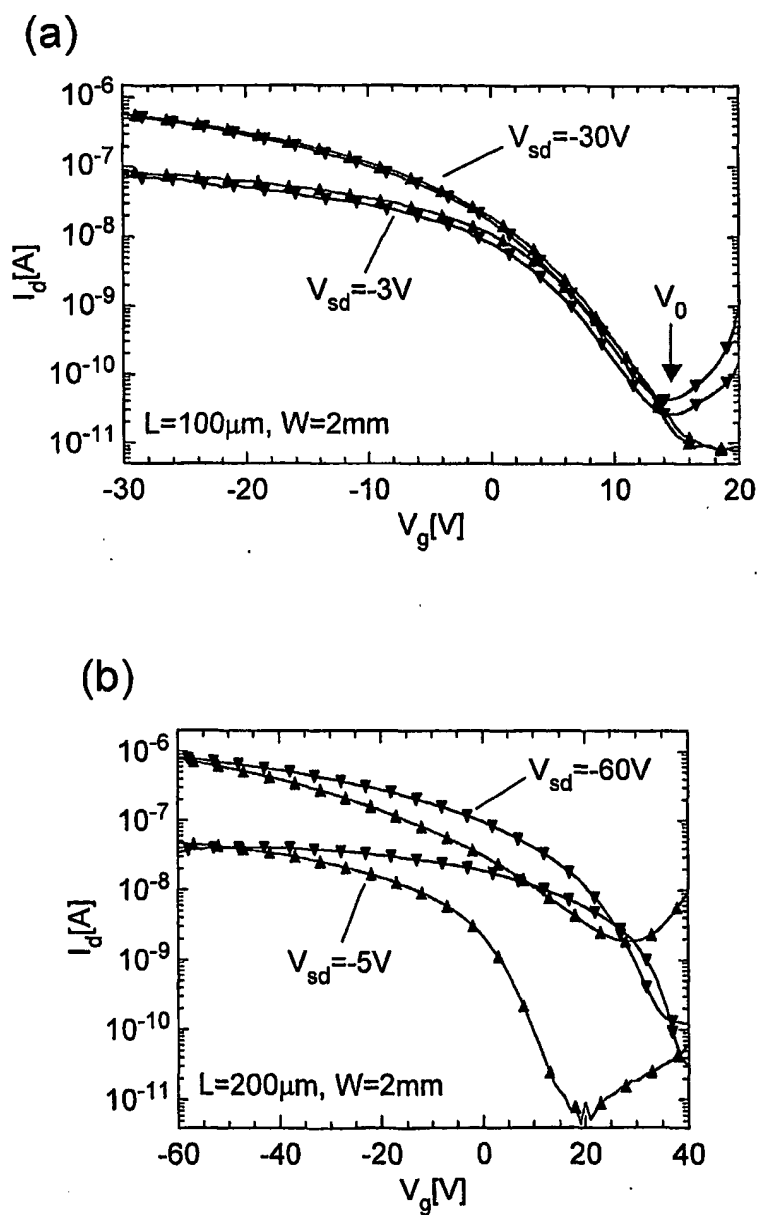 (a)
10^-6
10^-7
10^-8
10^-9
10^-10
10^-11
I_d[A]
V_sd=-30V
V_sd=-3V
V_0
L=100μm, W=2mm
-30 -20 -10 0 10 20
V_g[V]
(b)
10^-6
10^-7
10^-8
10^-9
10^-10
10^-11
I_d[A]
V_sd=-60V
V_sd=-5V
L=200μm, W=2mm
-60 -40 -20 0 20 40
V_g[V]